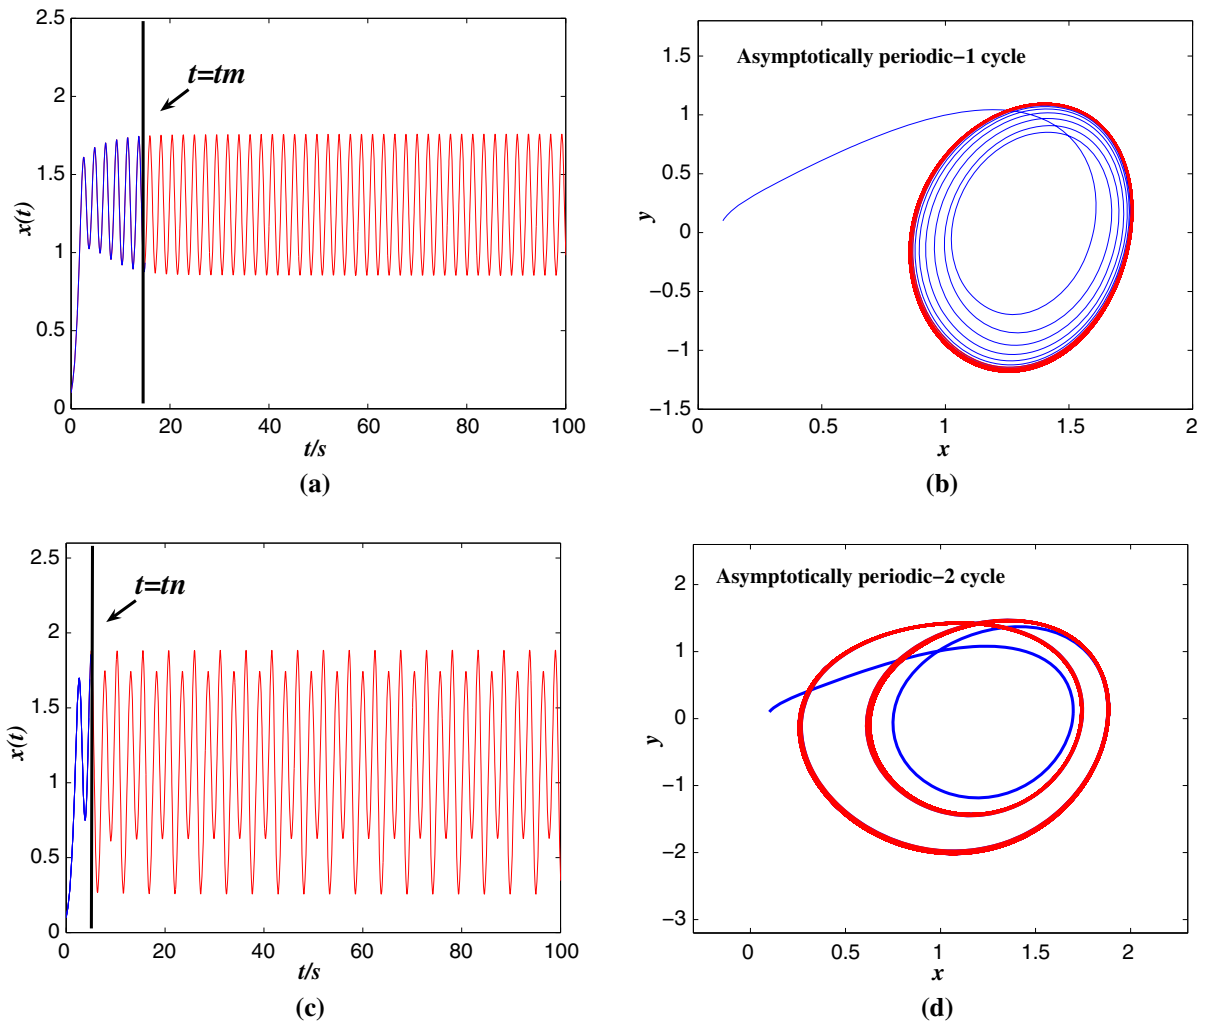 2.5
2
1.5
1
0.5
0
x(t)
t=tm
0 20 40 60 80 100
t/s
(a)
Asymptotically periodic−1 cycle
1.5
1
0.5
0
−0.5
−1
−1.5
y
0 0.5 1 1.5 2
x
(b)
2.5
2
1.5
1
0.5
0
x(t)
t=tn
0 20 40 60 80 100
t/s
(c)
Asymptotically periodic−2 cycle
2
1
0
−1
−2
−3
y
0 0.5 1 1.5 2
x
(d)